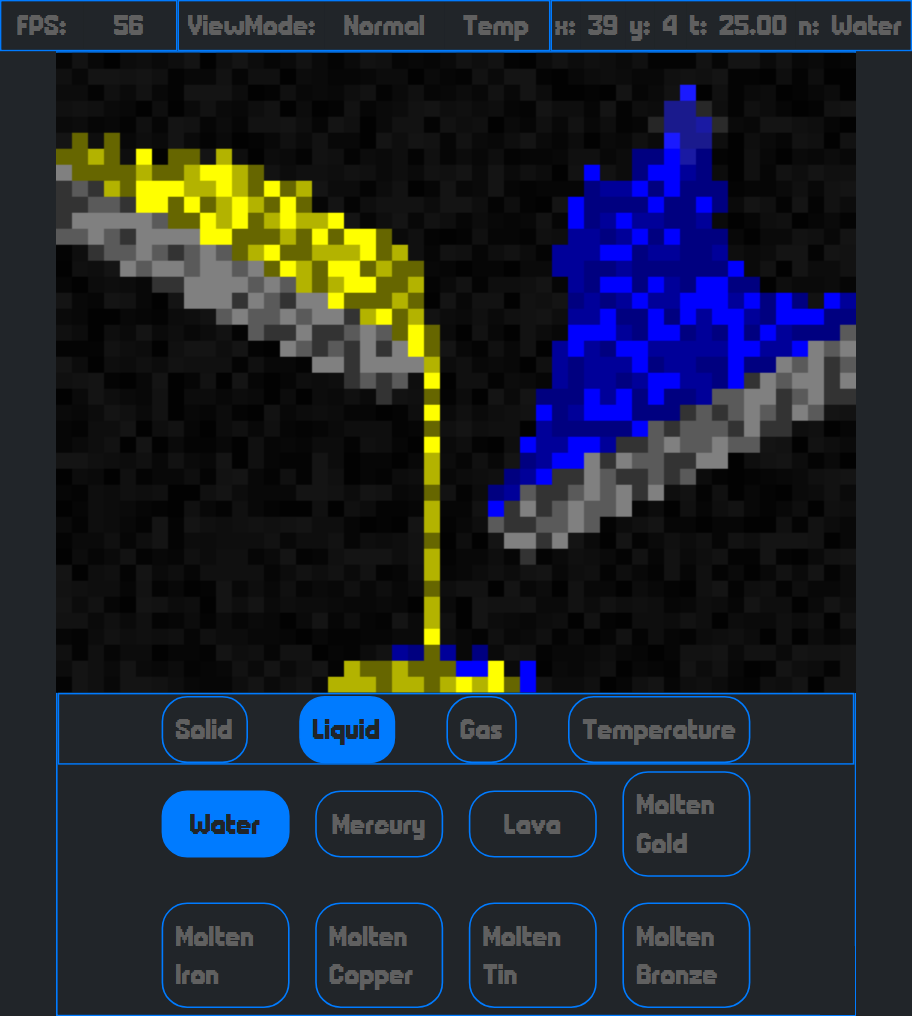 FPS: 56 ViewMode: Normal Temp x: 39 y: 4 t: 25.00 n: Water
Solid Liquid Gas Temperature
Water Mercury Lava Molten Gold
Molten Iron Molten Copper Molten Tin Molten Bronze